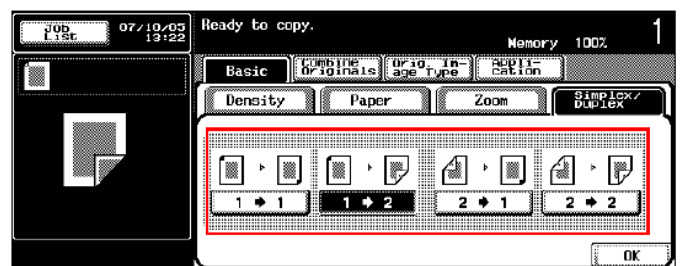 Job List
07/10/05
13:22
Ready to copy.
Memory 100%
1
Basic
Combine Originals
Orig. Image Type
Application
Density
Paper
Zoom
Simplex/Duplex
1 ➔ 1
1 ➔ 2
2 ➔ 1
2 ➔ 2
OK